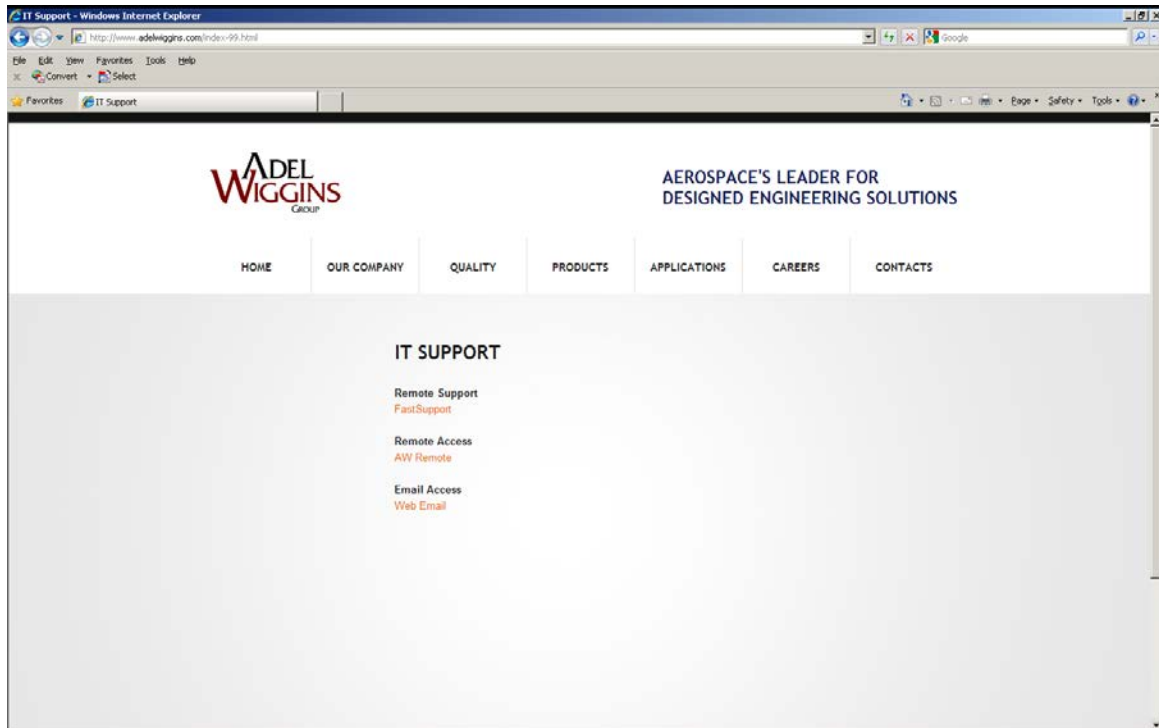 IT Support - Windows Internet Explorer
http://www.adelwiggins.com/index-99.html
Google
File Edit View Favorites Tools Help
Convert Select
Favorites IT Support
Page Safety Tools
ADEL
WIGGINS
GROUP
AEROSPACE'S LEADER FOR
DESIGNED ENGINEERING SOLUTIONS
HOME OUR COMPANY QUALITY PRODUCTS APPLICATIONS CAREERS CONTACTS
IT SUPPORT
Remote Support
FastSupport
Remote Access
AW Remote
Email Access
Web Email